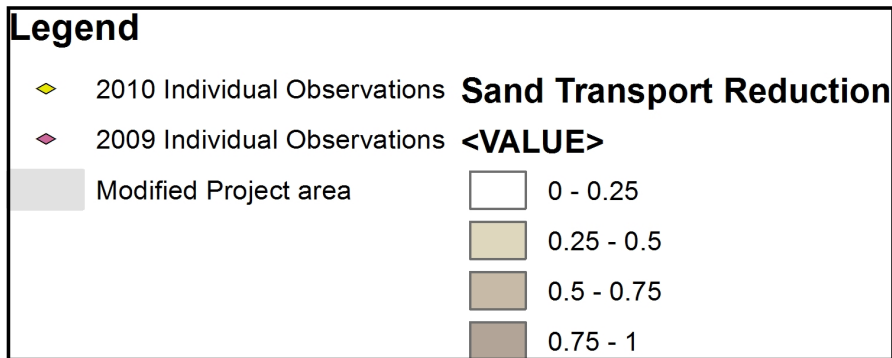 Legend
2010 Individual Observations
2009 Individual Observations
Modified Project area
Sand Transport Reduction
<VALUE>
0 - 0.25
0.25 - 0.5
0.5 - 0.75
0.75 - 1